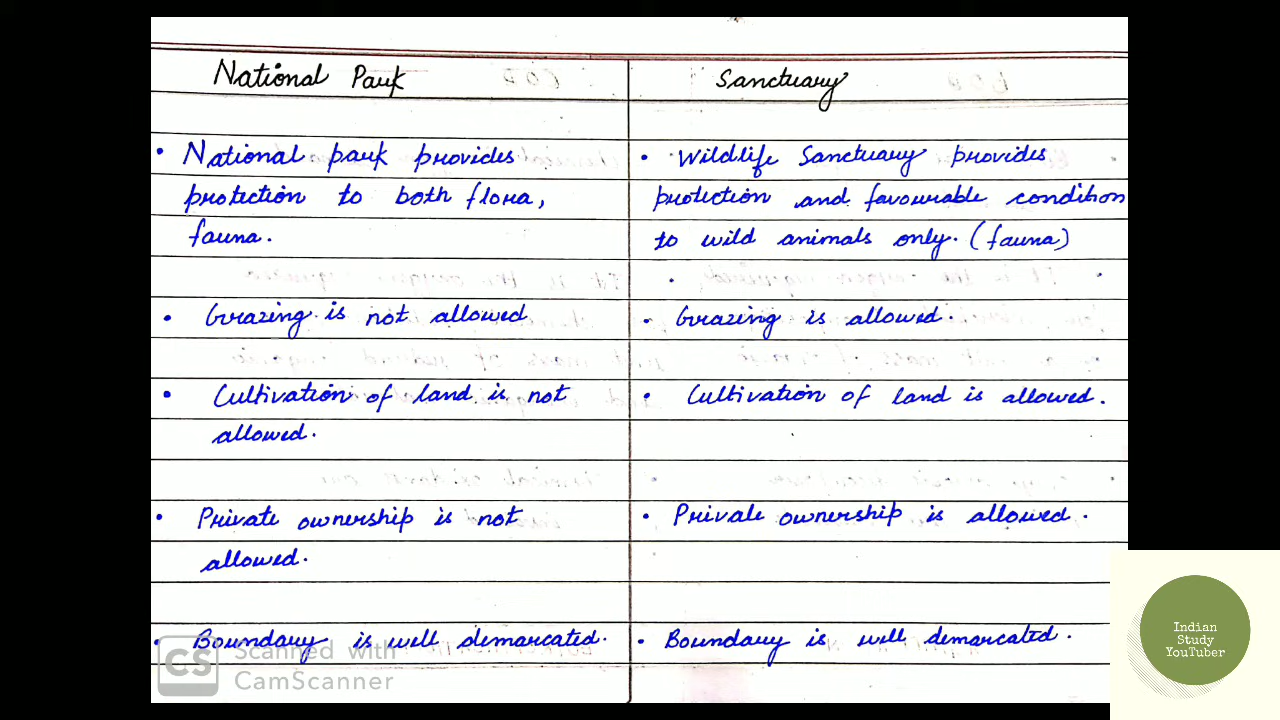 National Park
Sanctuary
• National park provides
protection to both flora,
fauna.
• Wildlife Sanctuary provides
protection and favourable condition
to wild animals only. (fauna)
• Grazing is not allowed
• Grazing is allowed.
• Cultivation of land is not
allowed.
• Cultivation of land is allowed.
• Private ownership is not
allowed.
• Private ownership is allowed.
• Boundary is well demarcated.
• Boundary is well demarcated.
CS Scanned with
CamScanner
Indian
Study
YouTuber